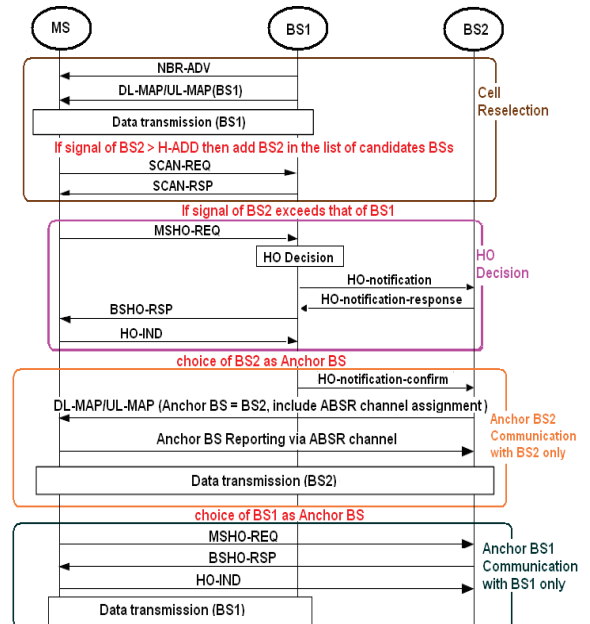 MS
BS1
BS2
NBR-ADV
DL-MAP/UL-MAP(BS1)
Cell
Reselection
Data transmission (BS1)
If signal of BS2 > H-ADD then add BS2 in the list of candidates BSs
SCAN-REQ
SCAN-RSP
If signal of BS2 exceeds that of BS1
MSHO-REQ
HO Decision
HO
Decision
HO-notification
HO-notification-response
BSHO-RSP
HO-IND
choice of BS2 as Anchor BS
HO-notification-confirm
DL-MAP/UL-MAP (Anchor BS = BS2, include ABSR channel assignment)
Anchor BS2
Communication
with BS2 only
Anchor BS Reporting via ABSR channel
Data transmission (BS2)
choice of BS1 as Anchor BS
MSHO-REQ
BSHO-RSP
Anchor BS1
Communication
with BS1 only
HO-IND
Data transmission (BS1)